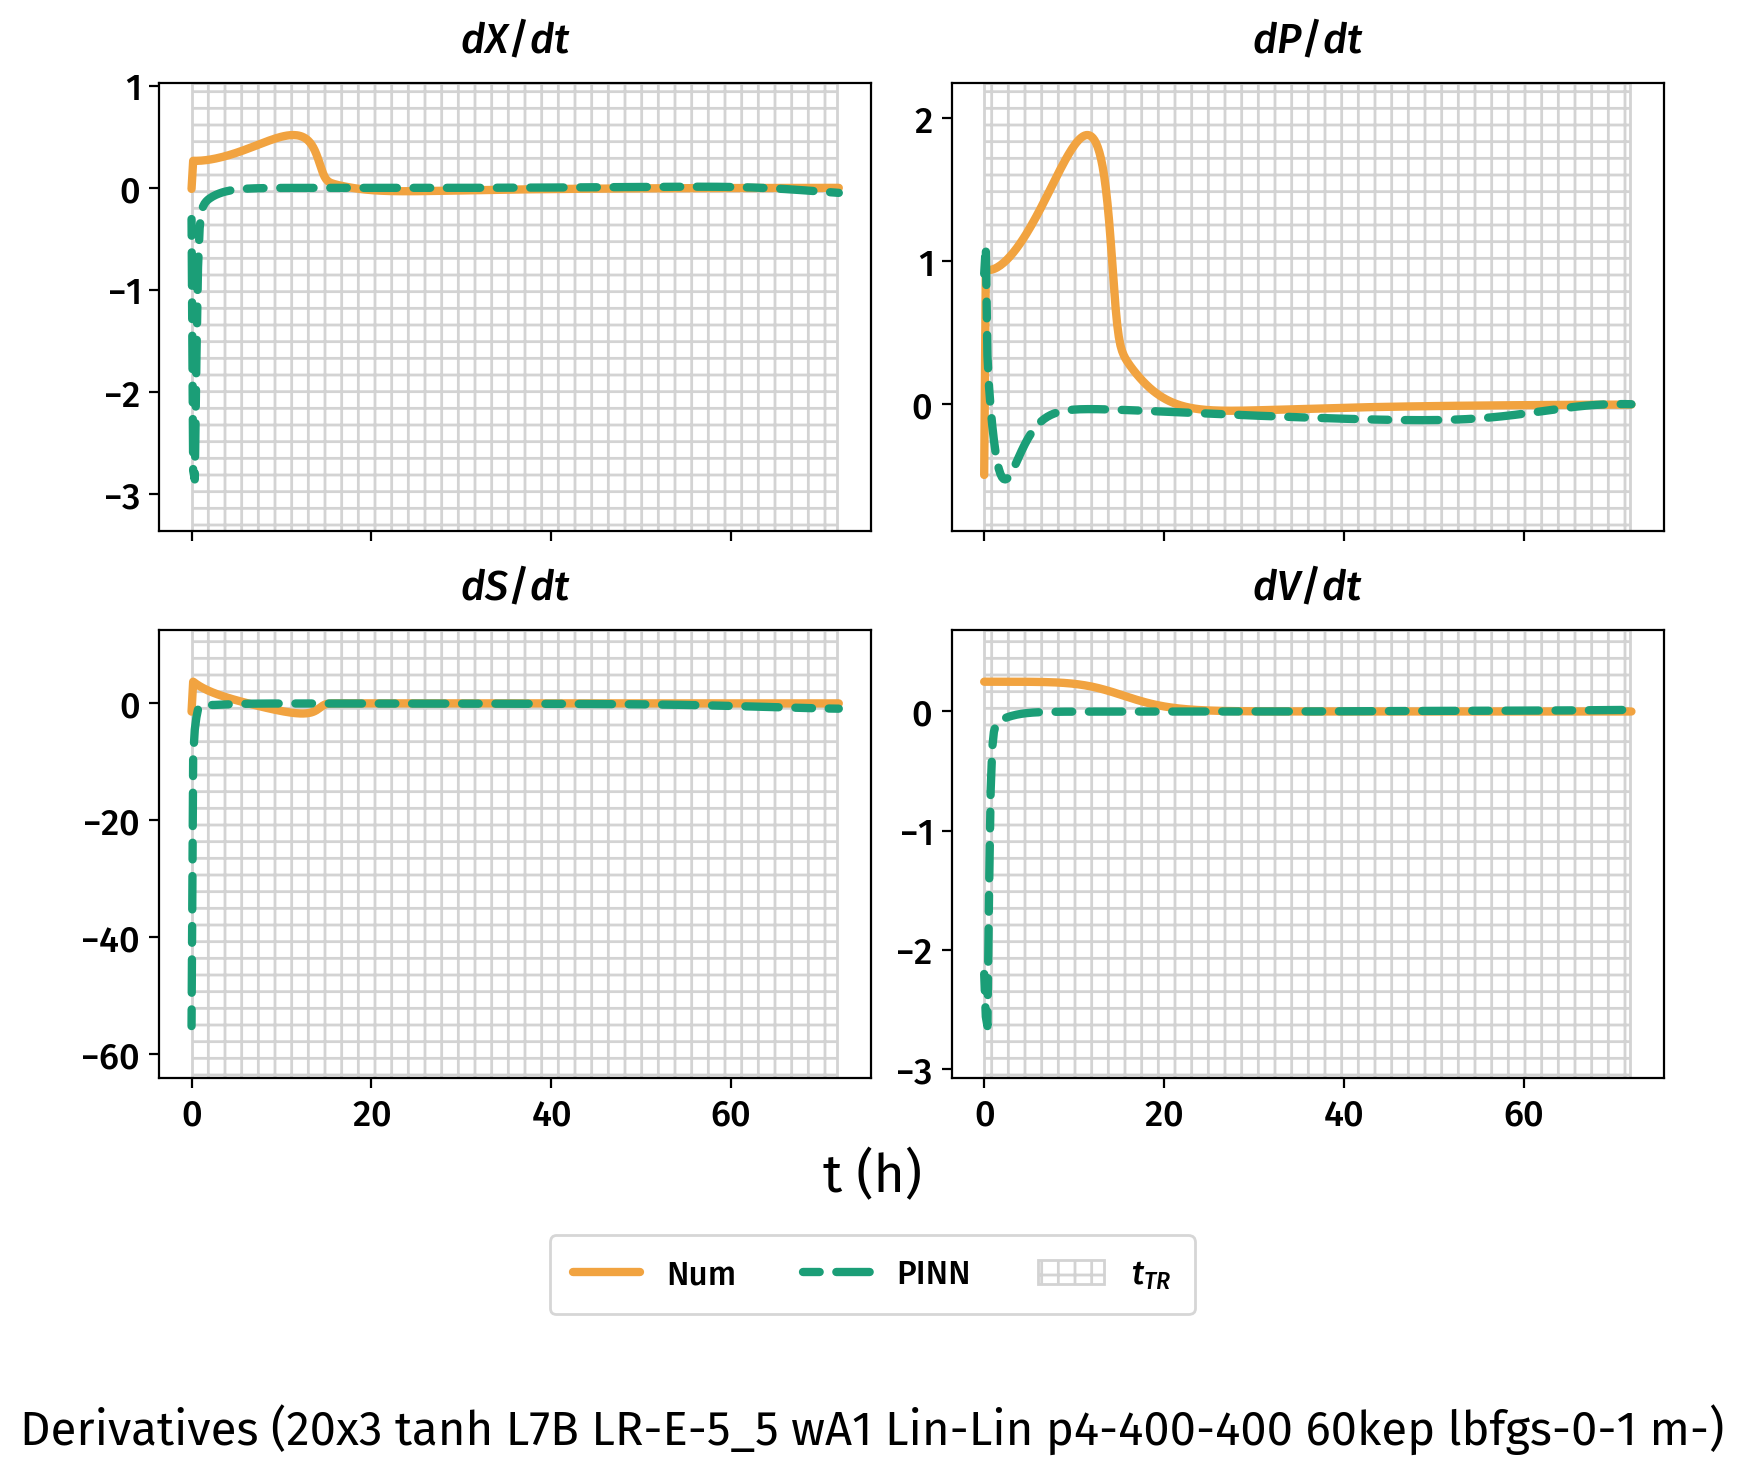 dX/dt
dP/dt
1
0
−1
−2
−3
2
1
0
dS/dt
dV/dt
0
−20
−40
−60
0
−1
−2
−3
0 20 40 60
0 20 40 60
t (h)
Num PINN tTR
Derivatives (20x3 tanh L7B LR-E-5_5 wA1 Lin-Lin p4-400-400 60kep lbfgs-0-1 m-)